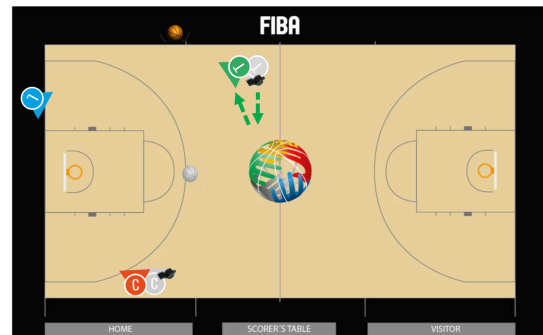 FIBA
T T
L
C C
HOME
SCORER´S TABLE
VISITOR